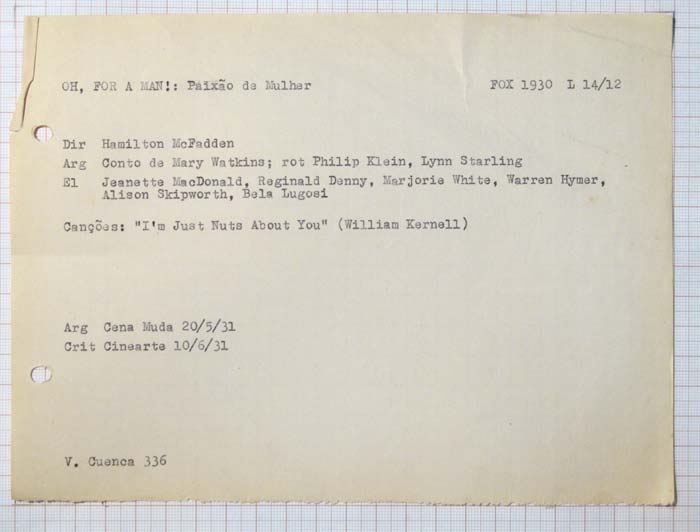 OH, FOR A MAN!: Paixão de Mulher FOX 1930 L 14/12
Dir Hamilton McFadden
Arg Conto de Mary Watkins; rot Philip Klein, Lynn Starling
El Jeanette MacDonald, Reginald Denny, Marjorie White, Warren Hymer,
Alison Skipworth, Bela Lugosi
Canções: "I'm Just Nuts About You" (William Kernell)
Arg Cena Muda 20/5/31
Crit Cinearte 10/6/31
V. Cuenca 336